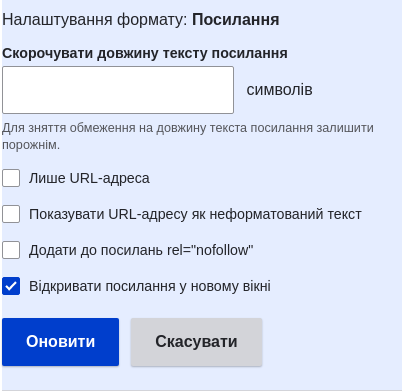 Налаштування формату: Посилання
Скорочувати довжину тексту посилання
символів
Для зняття обмеження на довжину текста посилання залишити
порожнім.
Лише URL-адреса
Показувати URL-адресу як неформатований текст
Додати до посилань rel="nofollow"
Відкривати посилання у новому вікні
Оновити Скасувати